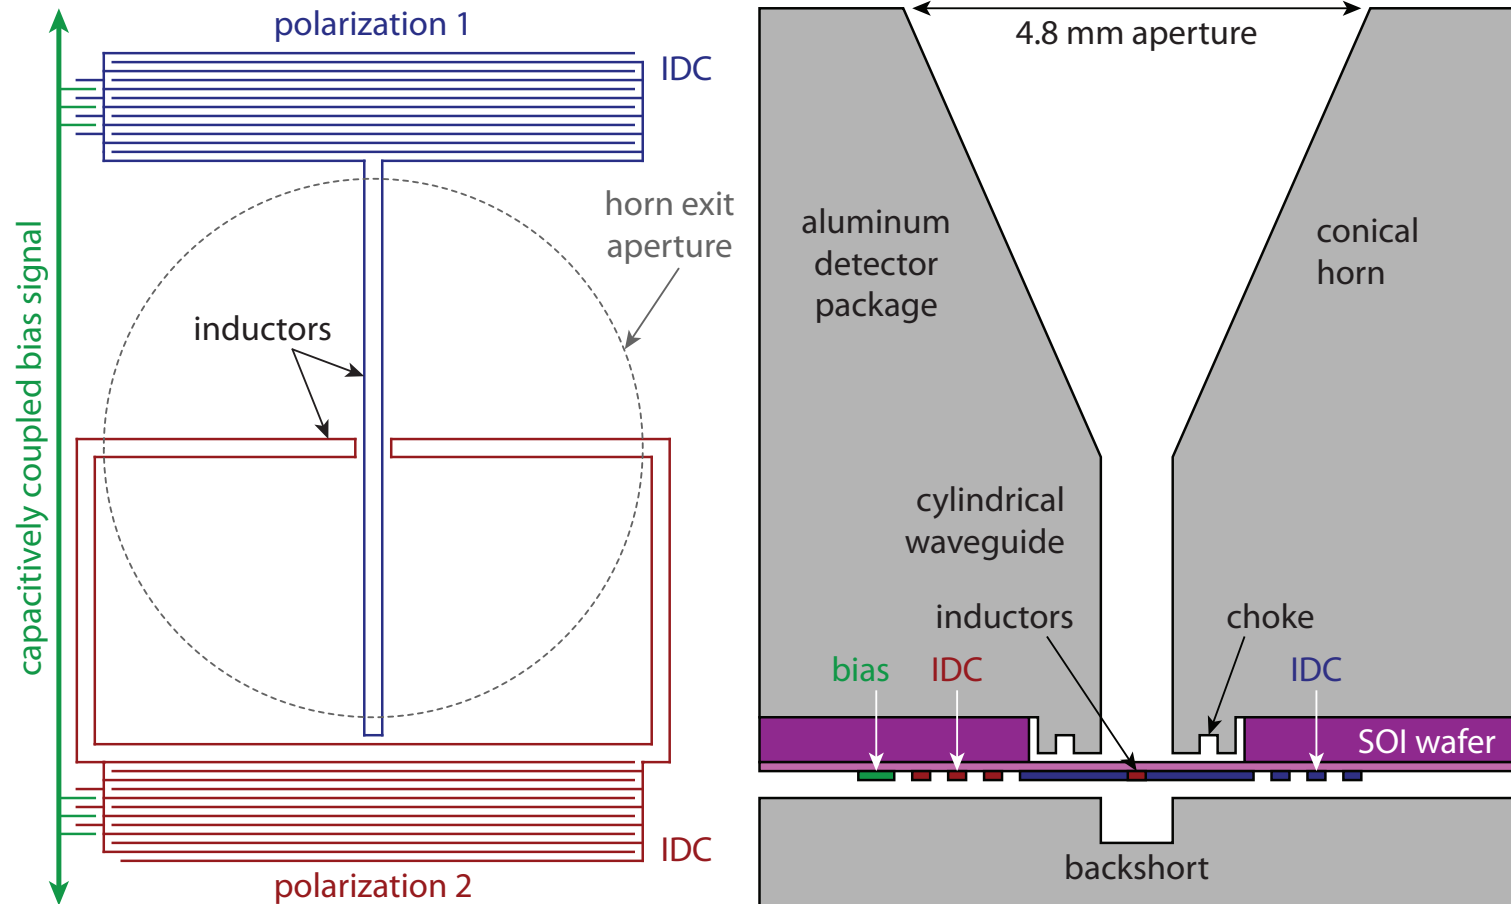 polarization 1
IDC
capacitively coupled bias signal
horn exit
aperture
inductors
IDC
polarization 2
4.8 mm aperture
aluminum
detector
package
conical
horn
cylindrical
waveguide
inductors
choke
bias
IDC
IDC
SOI wafer
backshort